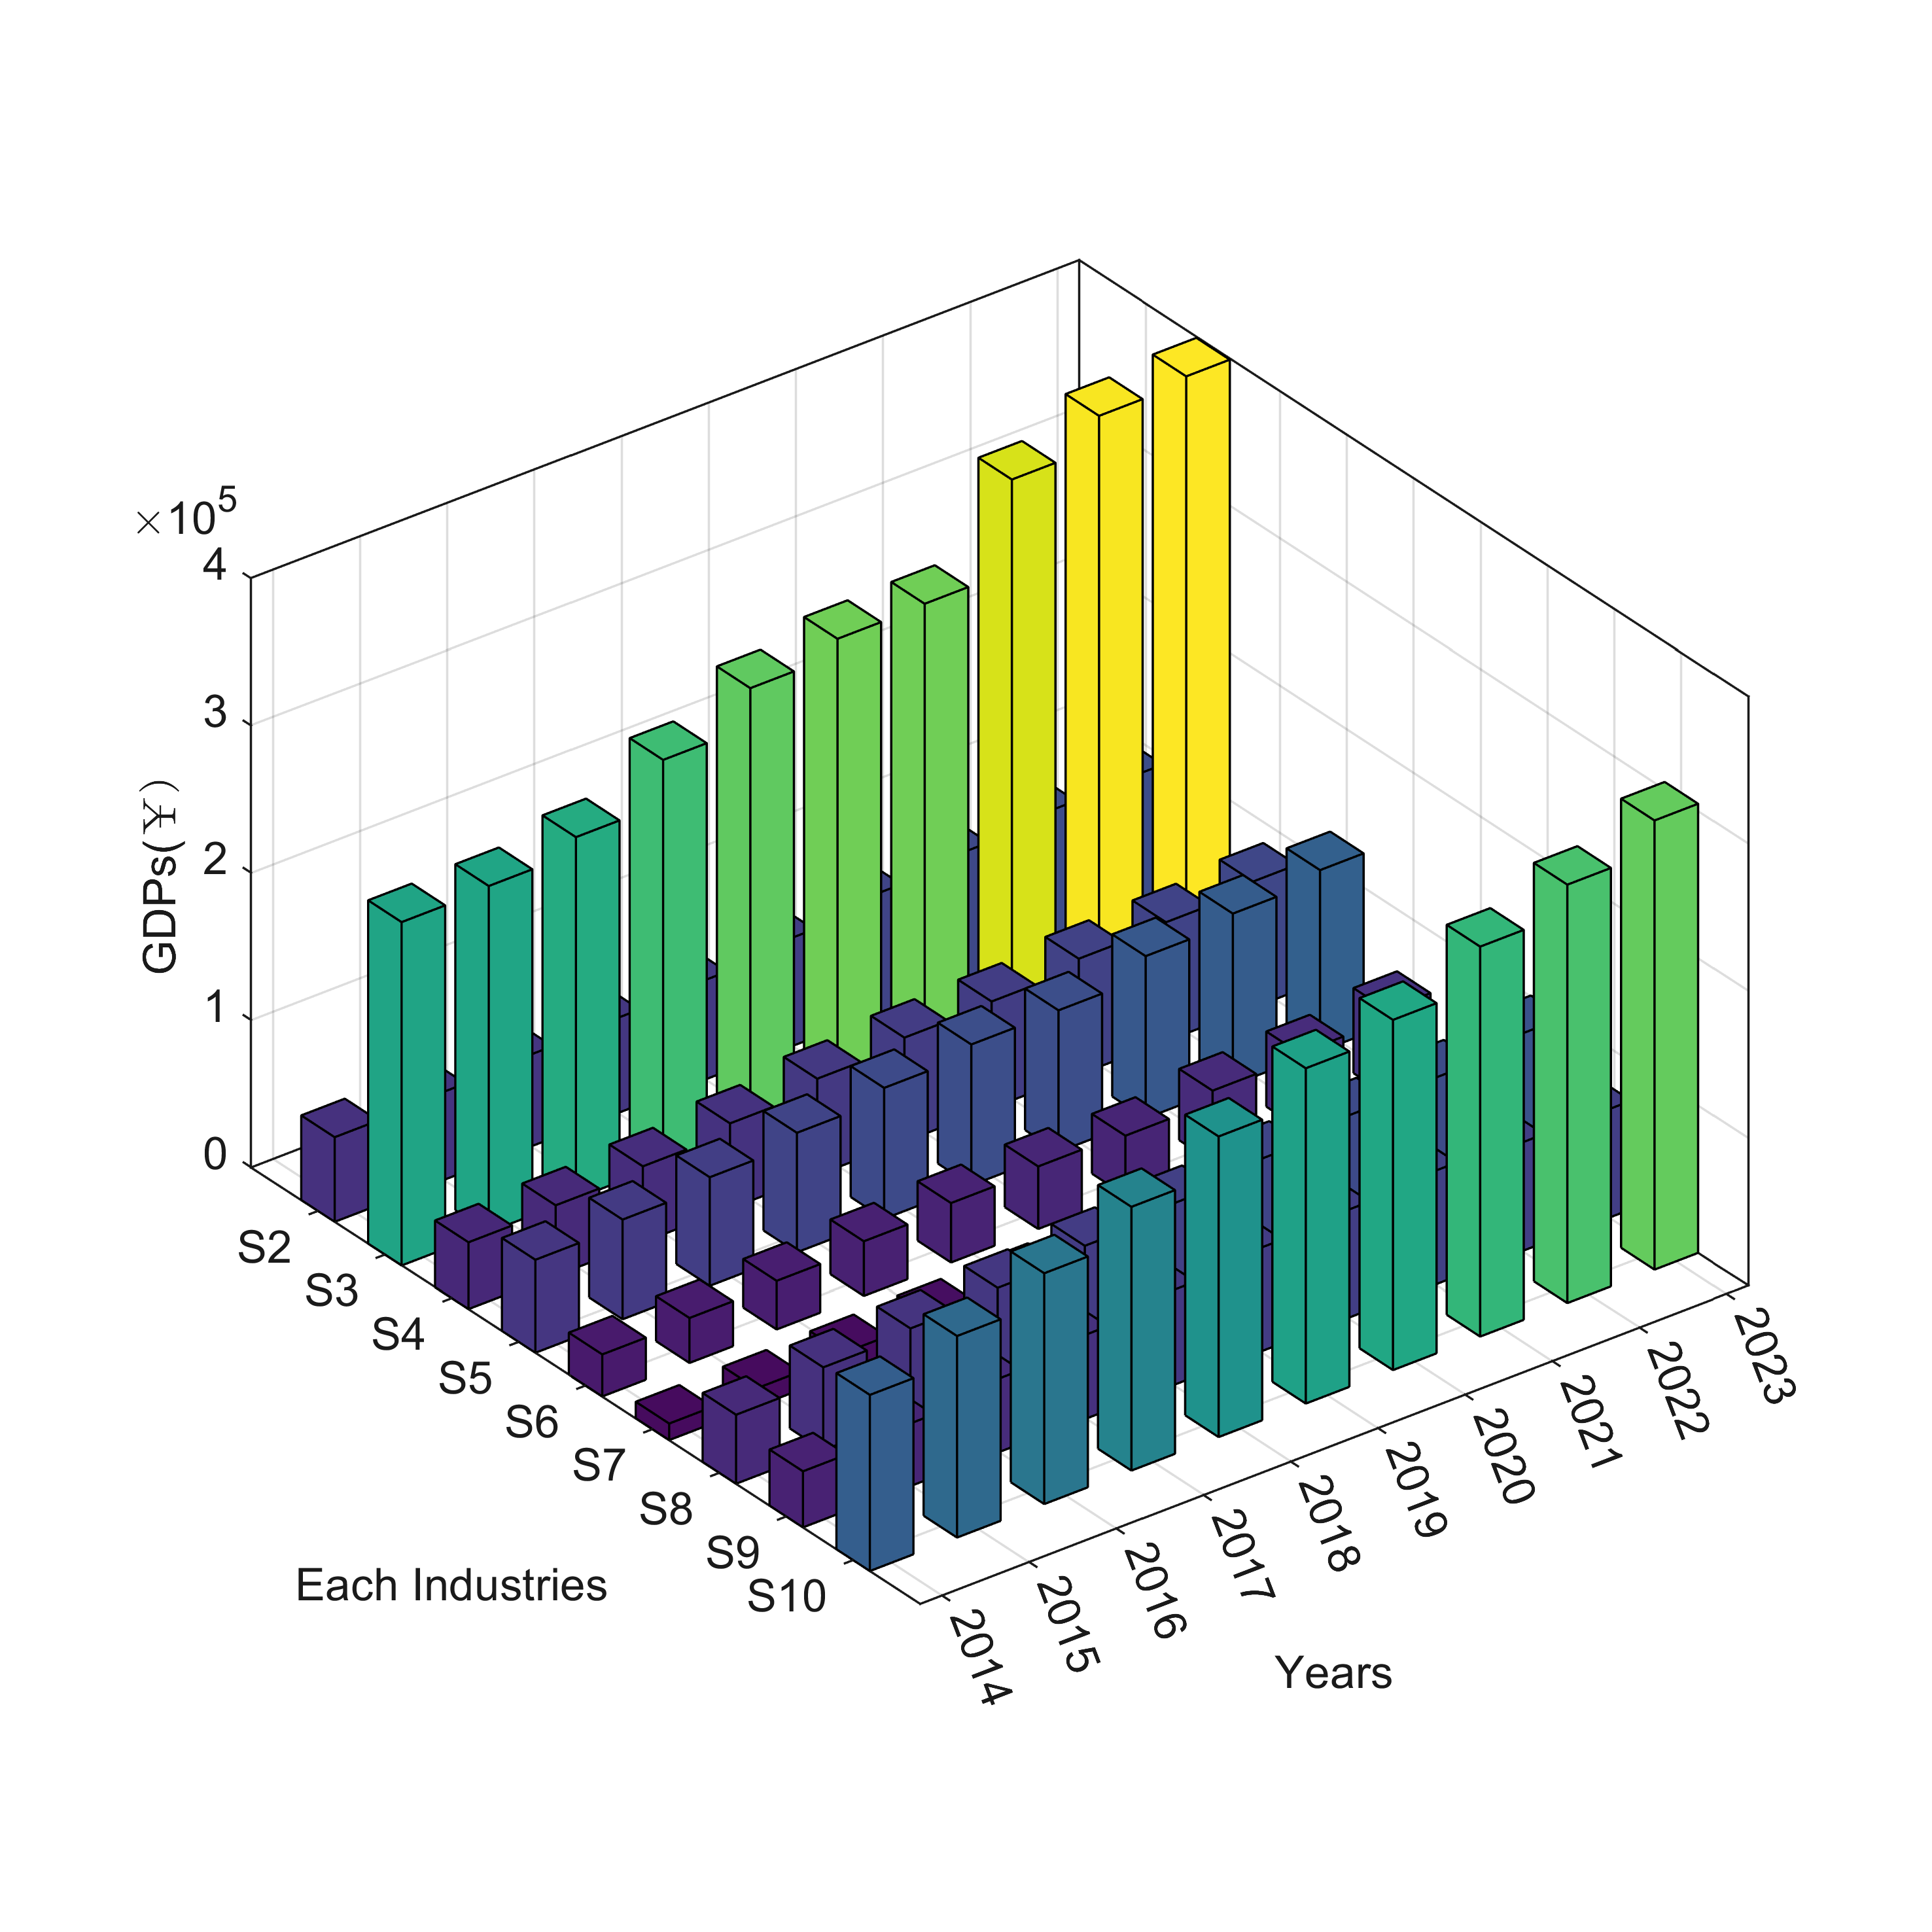 ×10⁵
4
3
2
1
0
GDPs(¥)
S2
S3
S4
S5
S6
S7
S8
S9
S10
Each Industries
2014
2015
2016
2017
2018
2019
2020
2021
2022
2023
Years